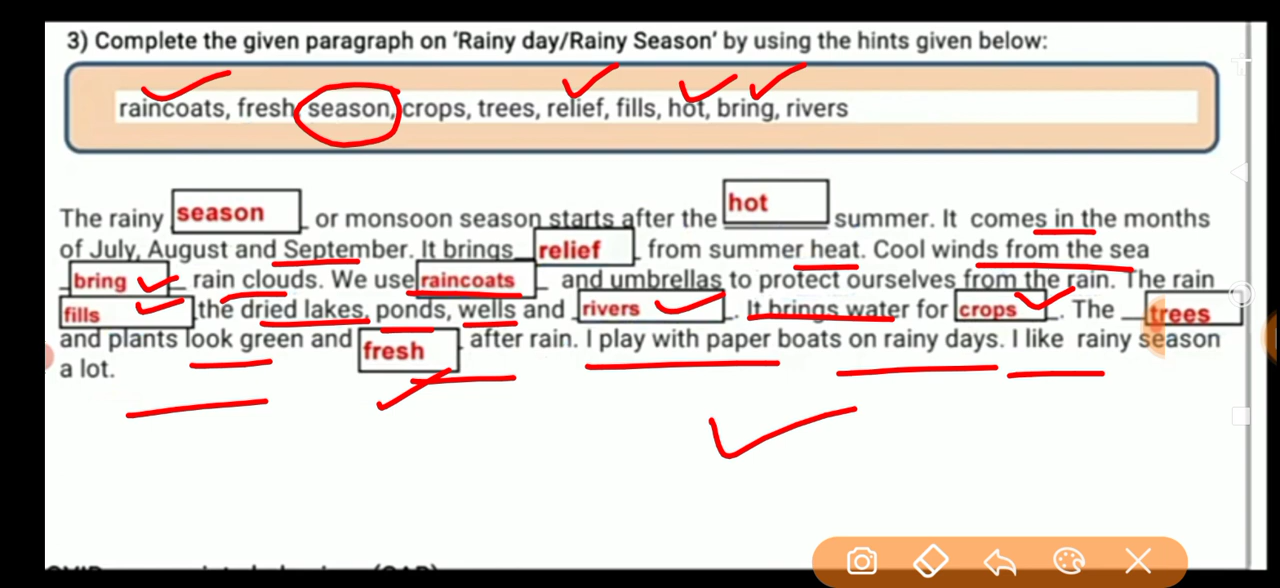 3) Complete the given paragraph on ‘Rainy day/Rainy Season’ by using the hints given below:
raincoats, fresh, season, crops, trees, relief, fills, hot, bring, rivers
The rainy season or monsoon season starts after the hot summer. It comes in the months
of July, August and September. It brings relief from summer heat. Cool winds from the sea
bring rain clouds. We use raincoats and umbrellas to protect ourselves from the rain. The rain
fills the dried lakes, ponds, wells and rivers. It brings water for crops. The trees
and plants look green and fresh after rain. I play with paper boats on rainy days. I like rainy season
a lot.